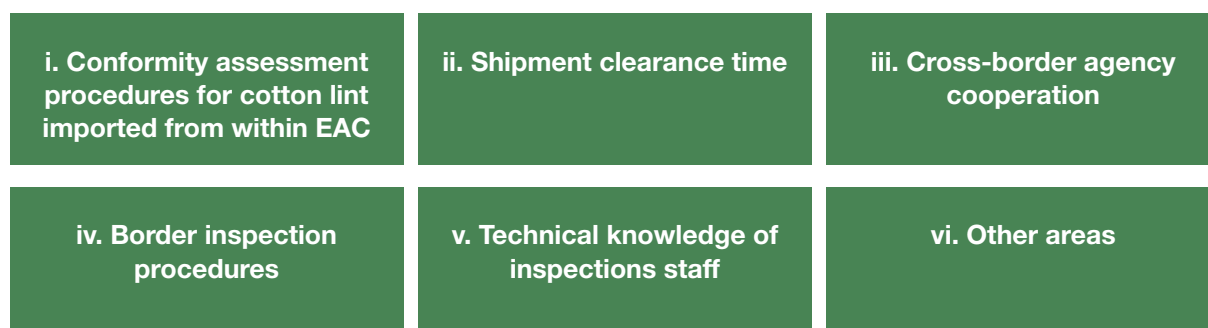 i. Conformity assessment
procedures for cotton lint
imported from within EAC
ii. Shipment clearance time
iii. Cross-border agency
cooperation
iv. Border inspection
procedures
v. Technical knowledge of
inspections staff
vi. Other areas